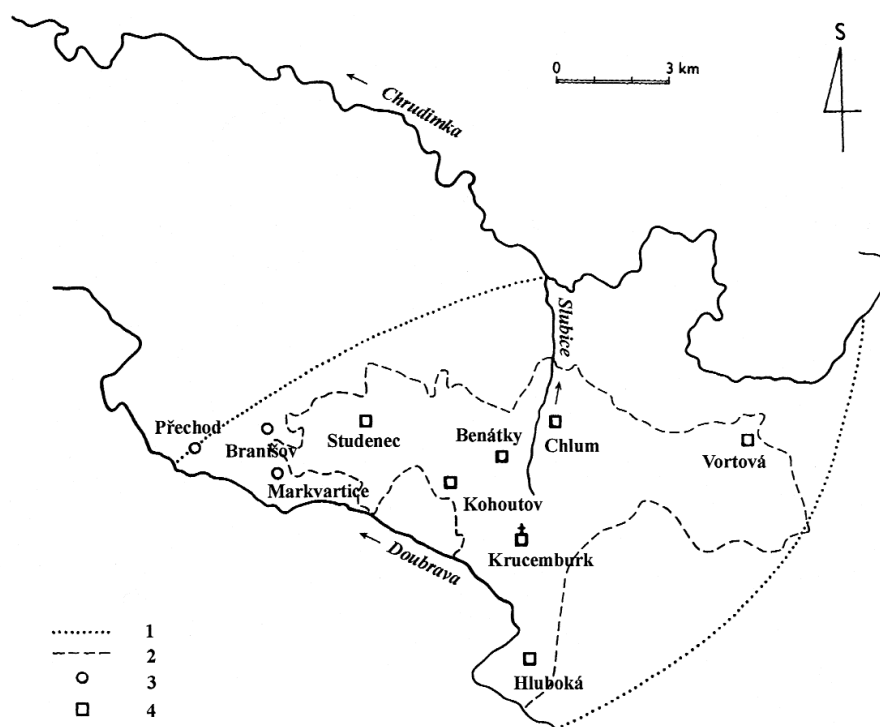 S
0 3 km
Chrudimka
Slubice
Přechod
Branišov
Studenec
Benátky
Chlum
Vortová
Markvartice
Kohoutov
Krucemburk
Doubrava
Hluboká
1
2
3
4